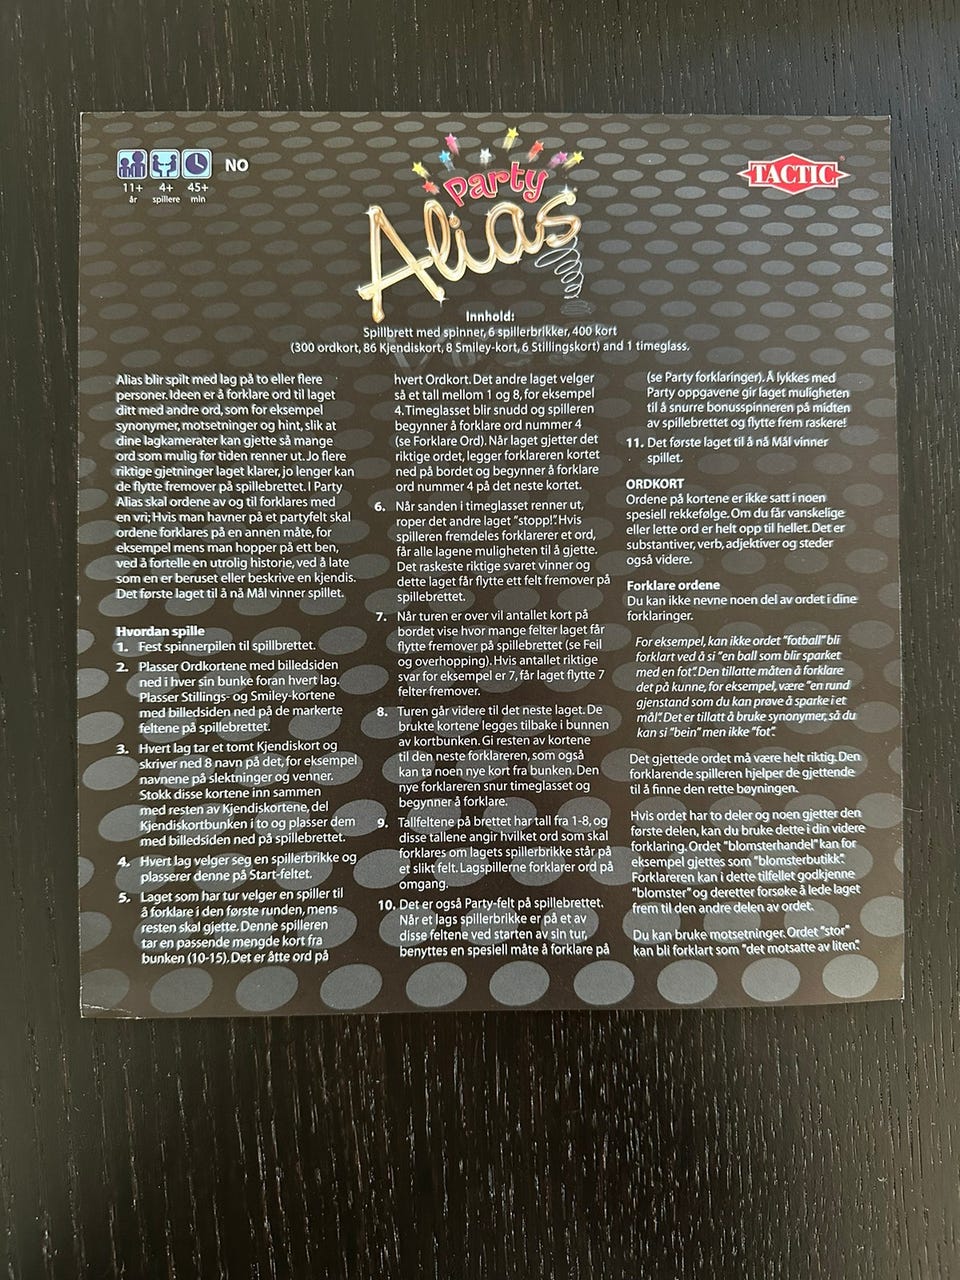 11+
år
4+
spillere
45+
min
NO
Party
Alias
TACTIC
Innhold:
Spillbrett med spinner, 6 spillerbrikker, 400 kort
(300 ordkort, 86 Kjendiskort, 8 Smiley-kort, 6 Stillingskort) and 1 timeglass.
Alias blir spilt med lag på to eller flere
personer. Ideen er å forklare ord til laget
ditt med andre ord, som for eksempel
synonymer, motsetninger og hint, slik at
dine lagkamerater kan gjette så mange
ord som mulig før tiden renner ut. Jo flere
riktige gjetninger laget klarer, jo lenger kan
de flytte fremover på spillebrettet. I Party
Alias skal ordene av og til forklares med
en vri; Hvis man havner på et partyfelt skal
ordene forklares på en annen måte, for
eksempel mens man hopper på ett ben,
ved å fortelle en utrolig historie, ved å late
som en er beruset eller beskrive en kjendis.
Det første laget til å nå Mål vinner spillet.
Hvordan spille
1. Fest spinnerpilen til spillbrettet.
2. Plasser Ordkortene med billedsiden
ned i hver sin bunke foran hvert lag.
Plasser Stillings- og Smiley-kortene
med billedsiden ned på de markerte
feltene på spillebrettet.
3. Hvert lag tar et tomt Kjendiskort og
skriver ned 8 navn på det, for eksempel
navnene på slektninger og venner.
Stokk disse kortene inn sammen
med resten av Kjendiskortene, del
Kjendiskortbunken i to og plasser dem
med billedsiden ned på spillebrettet.
4. Hvert lag velger seg en spillerbrikke og
plasserer denne på Start-feltet.
5. Laget som har tur velger en spiller til
å forklare i den første runden, mens
resten skal gjette. Denne spilleren
tar en passende mengde kort fra
bunken (10-15). Det er åtte ord på
hvert Ordkort. Det andre laget velger
så et tall mellom 1 og 8, for eksempel
4. Timeglasset blir snudd og spilleren
begynner å forklare ord nummer 4
(se Forklare Ord). Når laget gjetter det
riktige ordet, legger forklareren kortet
ned på bordet og begynner å forklare
ord nummer 4 på det neste kortet.
6. Når sanden i timeglasset renner ut,
roper det andre laget "stopp!". Hvis
spilleren fremdeles forklarerer et ord,
får alle lagene muligheten til å gjette.
Det raskeste riktige svaret vinner og
dette laget får flytte ett felt fremover på
spillebrettet.
7. Når turen er over vil antallet kort på
bordet vise hvor mange felter laget får
flytte fremover på spillebrettet (se Feil
og overhopping). Hvis antallet riktige
svar for eksempel er 7, får laget flytte 7
felter fremover.
8. Turen går videre til det neste laget. De
brukte kortene legges tilbake i bunnen
av kortbunken. Gi resten av kortene
til den neste forklareren, som også
kan ta noen nye kort fra bunken. Den
nye forklareren snur timeglasset og
begynner å forklare.
9. Tallfeltene på brettet har tall fra 1-8, og
disse tallene angir hvilket ord som skal
forklares om lagets spillerbrikke står på
et slikt felt. Lagspillerne forklarer ord på
omgang.
10. Det er også Party-felt på spillebrettet.
Når et lags spillerbrikke er på et av
disse feltene ved starten av sin tur,
benyttes en spesiell måte å forklare på
(se Party forklaringer). Å lykkes med
Party oppgavene gir laget muligheten
til å snurre bonusspinneren på midten
av spillebrettet og flytte frem raskere!
11. Det første laget til å nå Mål vinner
spillet.
ORDKORT
Ordene på kortene er ikke satt i noen
spesiell rekkefølge. Om du får vanskelige
eller lette ord er helt opp til hellet. Det er
substantiver, verb, adjektiver og steder
også videre.
Forklare ordene
Du kan ikke nevne noen del av ordet i dine
forklaringer.
For eksempel, kan ikke ordet "fotball" bli
forklart ved å si "en ball som blir sparket
med en fot". Den tillatte måten å forklare
det på kunne, for eksempel, være "en rund
gjenstand som du kan prøve å sparke i et
mål". Det er tillatt å bruke synonymer, så du
kan si "bein" men ikke "fot".
Det gjettede ordet må være helt riktig. Den
forklarende spilleren hjelper de gjettende
til å finne den rette bøyningen.
Hvis ordet har to deler og noen gjetter den
første delen, kan du bruke dette i din videre
forklaring. Ordet "blomsterhandel" kan for
eksempel gjettes som "blomsterbutikk".
Forklareren kan i dette tilfellet godkjenne
"blomster" og deretter forsøke å lede laget
frem til den andre delen av ordet.
Du kan bruke motsetninger. Ordet "stor"
kan bli forklart som "det motsatte av liten".